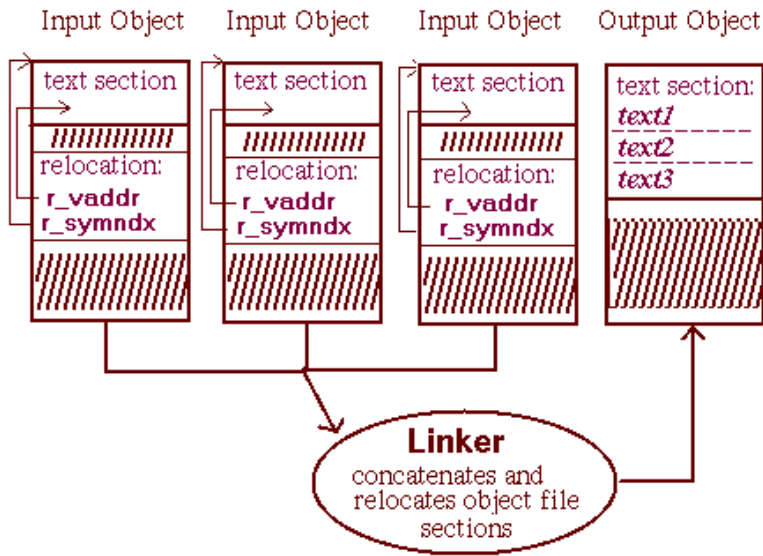 Input Object
Input Object
Input Object
Output Object
text section
relocation:
r_vaddr
r_symndx
text section
relocation:
r_vaddr
r_symndx
text section
relocation:
r_vaddr
r_symndx
text section:
text1
text2
text3
Linker
concatenates and
relocates object file
sections